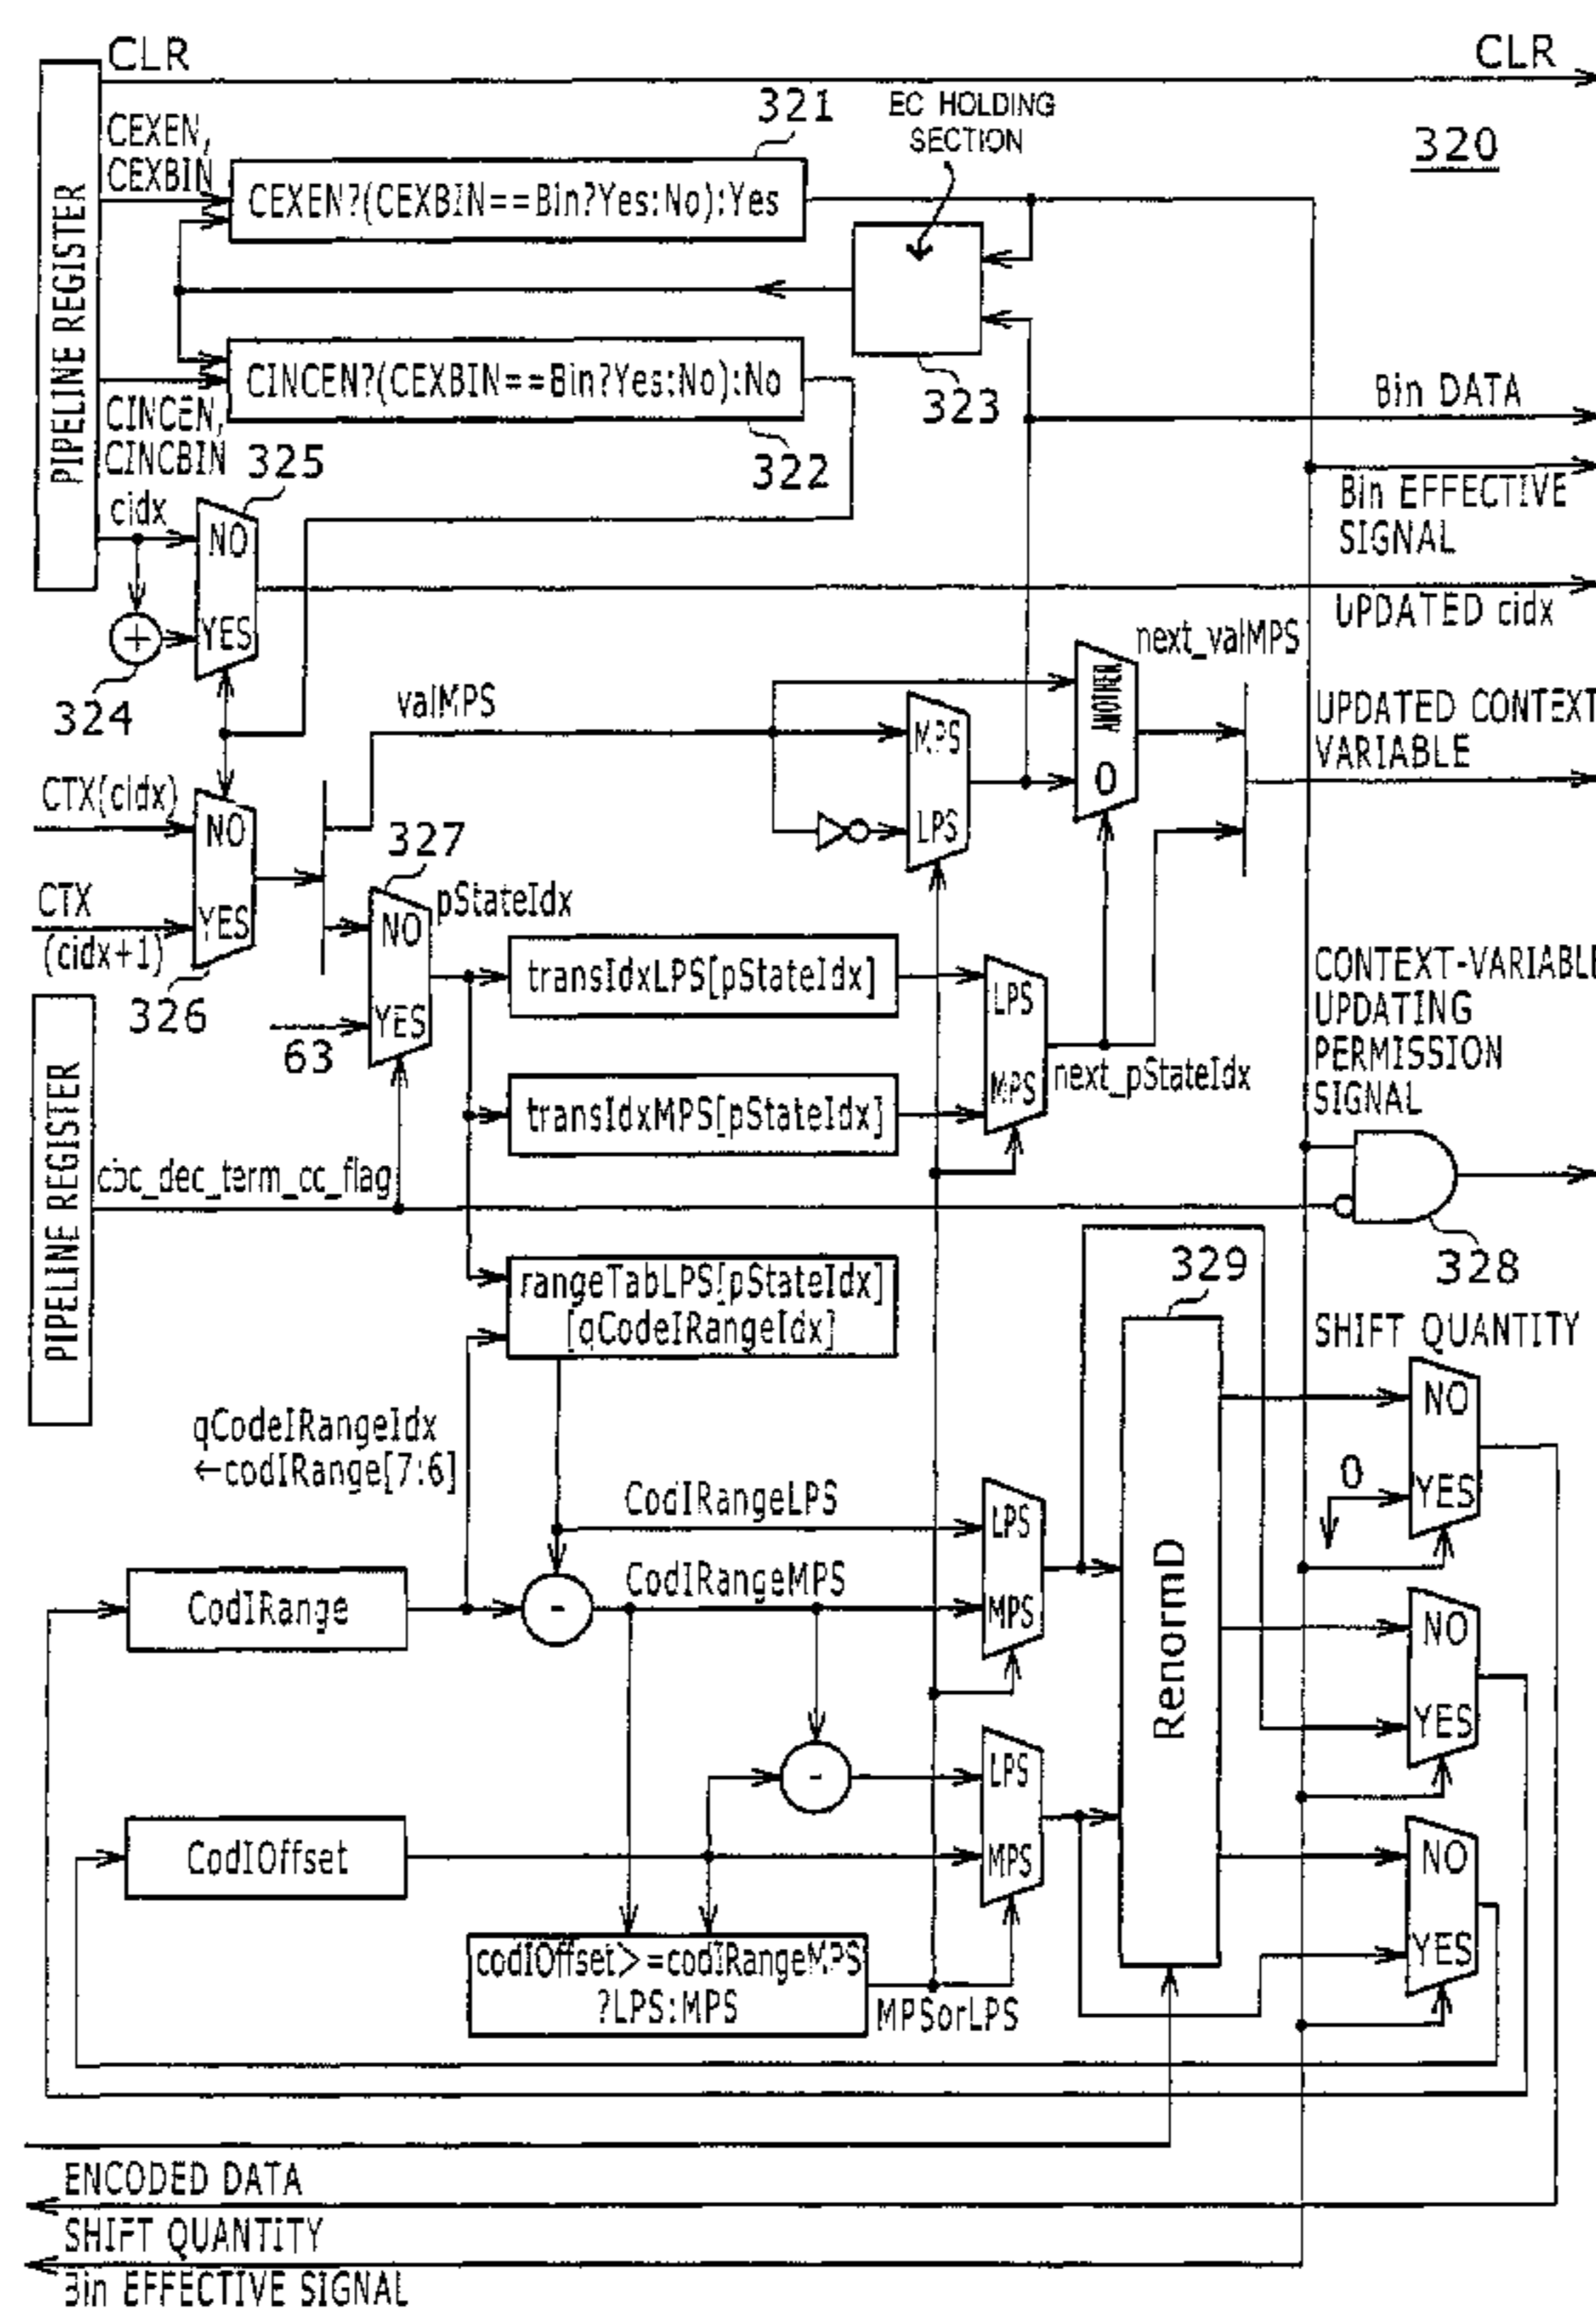 CLR
CLR
321
EC HOLDING
SECTION
320
CEXEN,
CEXBIN
CEXEN?(CEXBIN==Bin?Yes:No):Yes
PIPELINE REGISTER
CINCEN?(CEXBIN==Bin?Yes:No):No
323
Bin DATA
CINCEN,
CINCBIN
325
322
Bin EFFECTIVE
SIGNAL
cidx
NO
YES
UPDATED cidx
324
next_valMPS
valMPS
ANOTHER
0
MPS
LPS
UPDATED CONTEXT
VARIABLE
CTX(cidx)
NO
YES
327
CTX
(cidx+1)
326
pStateIdx
NO
YES
63
transIdxLPS[pStateIdx]
LPS
MPS
CONTEXT-VARIABLE
UPDATING
PERMISSION
SIGNAL
next_pStateIdx
transIdxMPS[pStateIdx]
PIPELINE REGISTER
cbc_dec_term_cc_flag
328
329
rangeTabLPS[pStateIdx]
[qCodeIRangeIdx]
SHIFT QUANTITY
NO
YES
0
qCodeIRangeIdx
←codIRange[7:6]
CodIRangeLPS
LPS
MPS
CodIRangeMPS
CodIRange
-
RenormD
NO
YES
-
LPS
MPS
CodIOffset
NO
YES
codIOffset>=codIRangeMPS
?LPS:MPS
MPSorLPS
ENCODED DATA
SHIFT QUANTITY
Bin EFFECTIVE SIGNAL